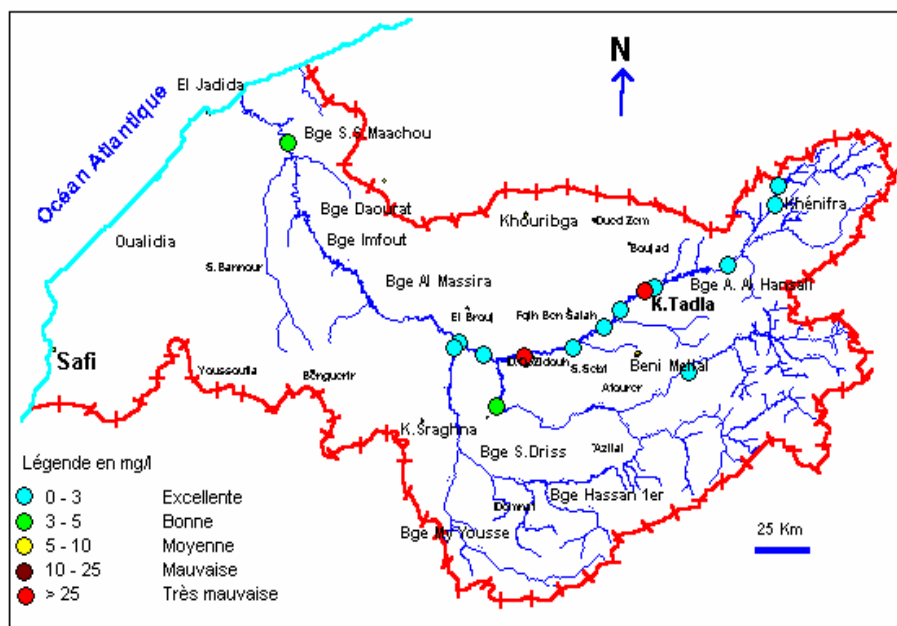 N
El Jadida
Océan Atlantique
Bge S.S.Maachou
Khénifra
Bge Daourat
Khouribga
Oued Zem
Oualidia
Bge Imfout
Boujad
S.Bannour
Bge Al Massira
Bge A. Al Hansali
K.Tadla
El Brouj
Fqih Ben Salah
Safi
Youssoufia
Benguerir
S.Sebt
Beni Mellal
Afourer
K.Sraghna
Bge S.Driss
Azilal
Légende en mg/l
0 - 3 Excellente
Bge Hassan 1er
3 - 5 Bonne
Bge My Yousse
5 - 10 Moyenne
25 Km
10 - 25 Mauvaise
> 25 Très mauvaise